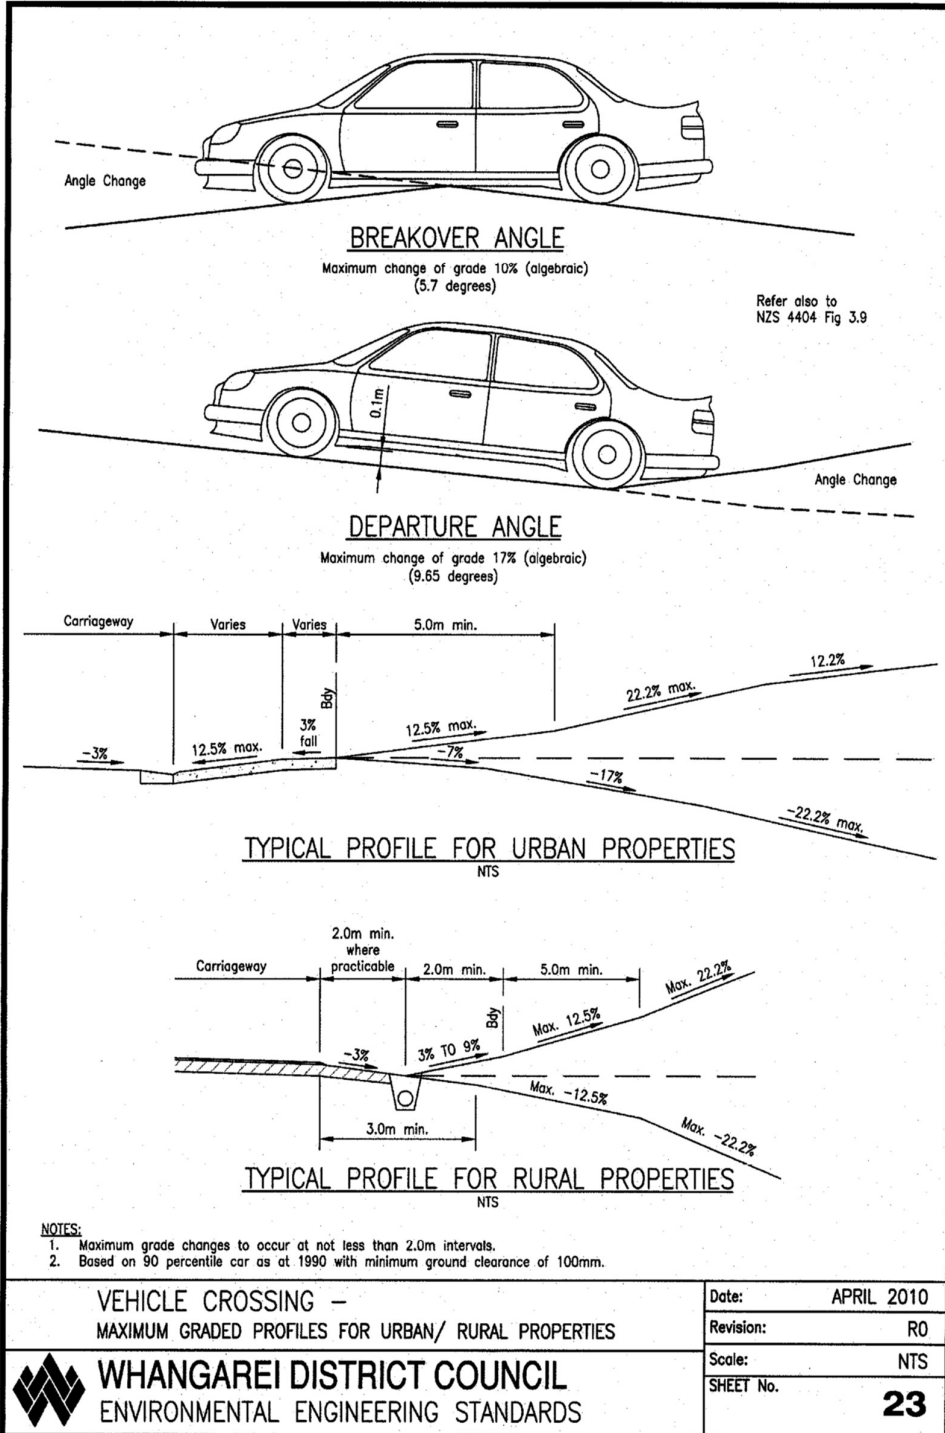 Angle Change
BREAKOVER ANGLE
Maximum change of grade 10% (algebraic)
(5.7 degrees)
Refer also to
NZS 4404 Fig 3.9
0.1m
Angle Change
DEPARTURE ANGLE
Maximum change of grade 17% (algebraic)
(9.65 degrees)
Carriageway
Varies
Varies
5.0m min.
Bdy
-3%
12.5% max.
3%
fall
12.5% max.
22.2% max.
12.2%
-7%
-17%
-22.2% max.
TYPICAL PROFILE FOR URBAN PROPERTIES
NTS
Carriageway
2.0m min.
where
practicable
2.0m min.
5.0m min.
Bdy
-3%
3% TO 9%
Max. 12.5%
Max. 22.2%
Max. -12.5%
Max. -22.2%
3.0m min.
TYPICAL PROFILE FOR RURAL PROPERTIES
NTS
NOTES:
1. Maximum grade changes to occur at not less than 2.0m intervals.
2. Based on 90 percentile car as at 1990 with minimum ground clearance of 100mm.
VEHICLE CROSSING –
MAXIMUM GRADED PROFILES FOR URBAN/ RURAL PROPERTIES
WHANGAREI DISTRICT COUNCIL
ENVIRONMENTAL ENGINEERING STANDARDS
Date: APRIL 2010
Revision: R0
Scale: NTS
SHEET No. 23